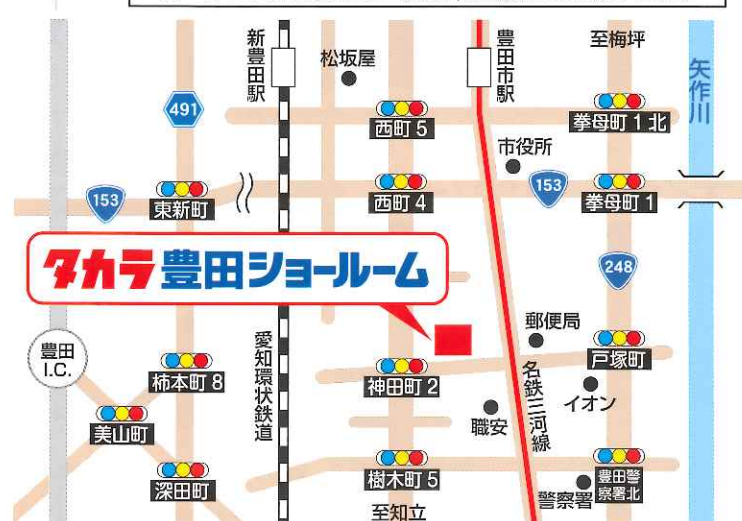 新豊田駅
松坂屋
豊田市駅
至梅坪
矢作川
491
西町5
挙母町1北
市役所
153
東新町
西町4
153
挙母町1
タカラ豊田ショールーム
248
豊田
I.C.
愛知環状鉄道
郵便局
戸塚町
柿本町8
神田町2
名鉄三河線
イオン
美山町
職安
深田町
樹木町5
豊田警
察署北
警察署
至知立